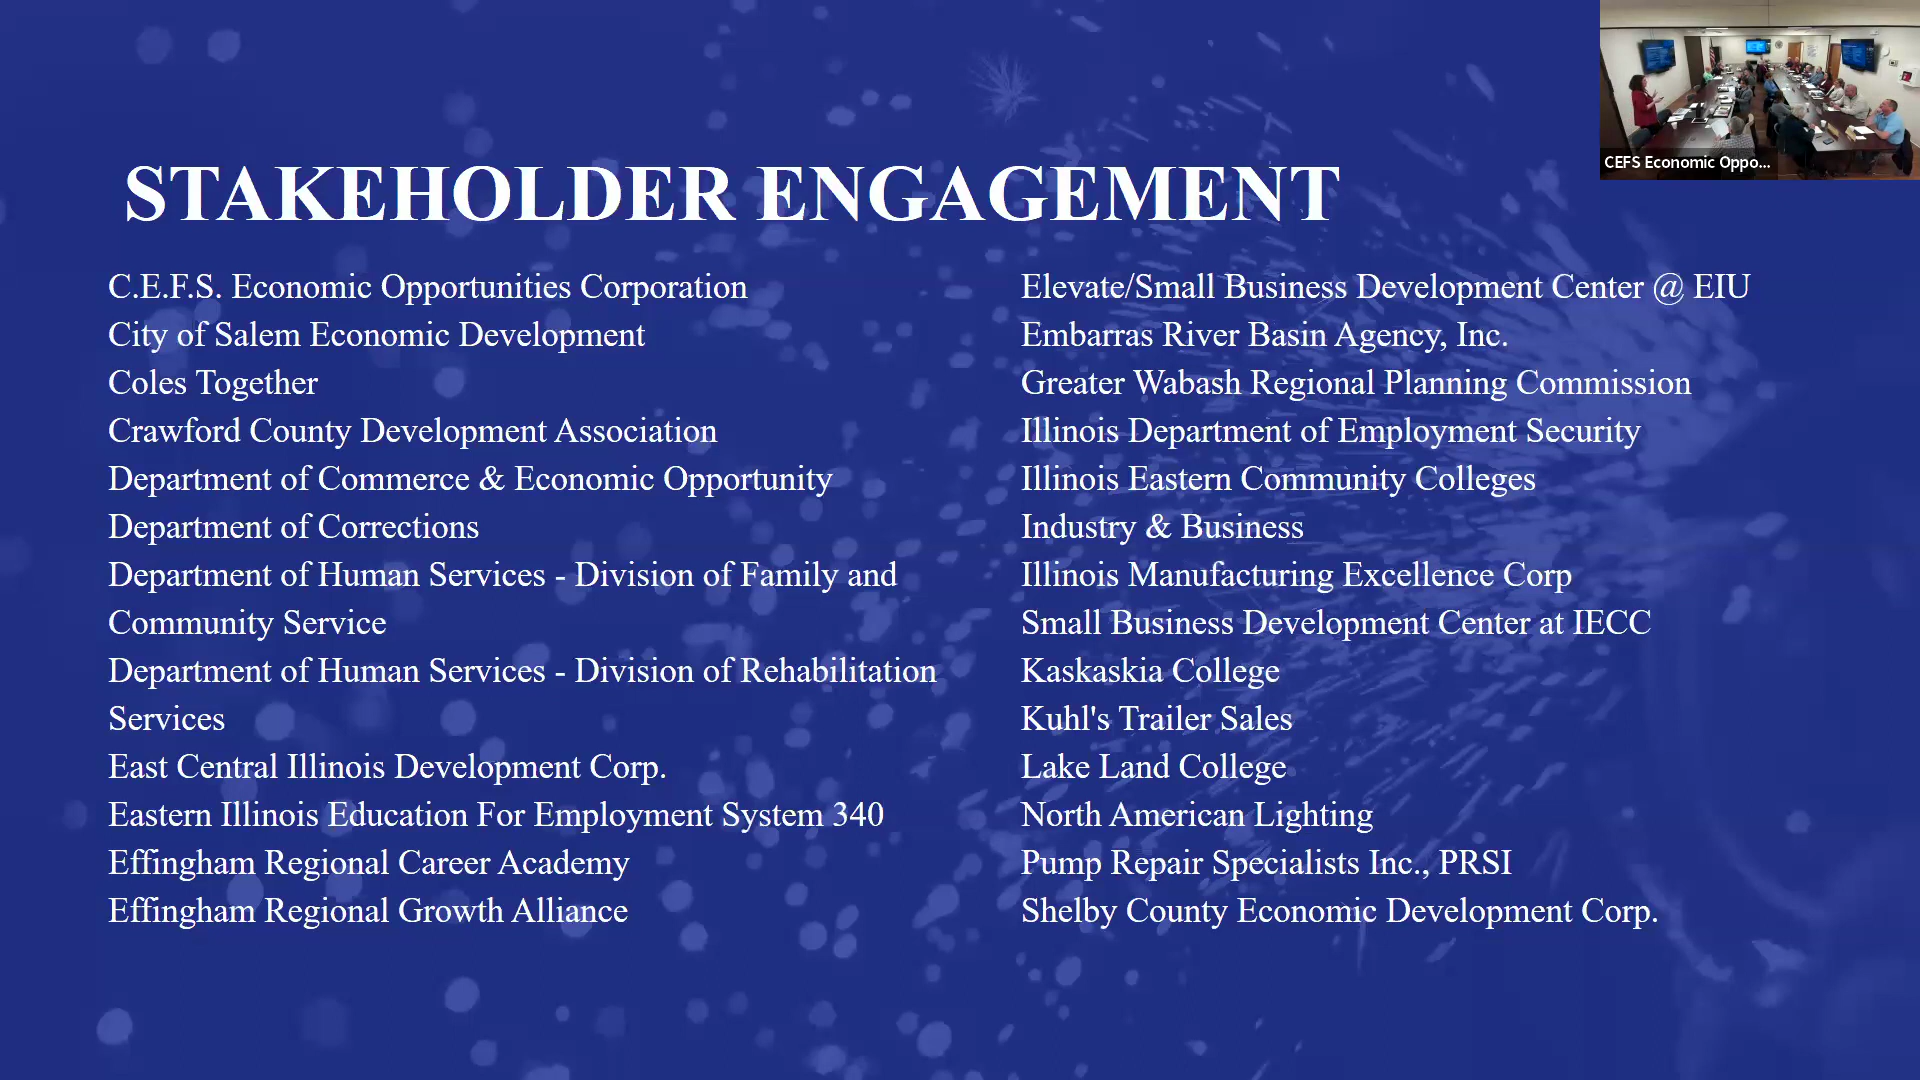 STAKEHOLDER ENGAGEMENT
C.E.F.S. Economic Opportunities Corporation
City of Salem Economic Development
Coles Together
Crawford County Development Association
Department of Commerce & Economic Opportunity
Department of Corrections
Department of Human Services - Division of Family and
Community Service
Department of Human Services - Division of Rehabilitation
Services
East Central Illinois Development Corp.
Eastern Illinois Education For Employment System 340
Effingham Regional Career Academy
Effingham Regional Growth Alliance
Elevate/Small Business Development Center @ EIU
Embarras River Basin Agency, Inc.
Greater Wabash Regional Planning Commission
Illinois Department of Employment Security
Illinois Eastern Community Colleges
Industry & Business
Illinois Manufacturing Excellence Corp
Small Business Development Center at IECC
Kaskaskia College
Kuhl's Trailer Sales
Lake Land College
North American Lighting
Pump Repair Specialists Inc., PRSI
Shelby County Economic Development Corp.
CEFS Economic Oppo...